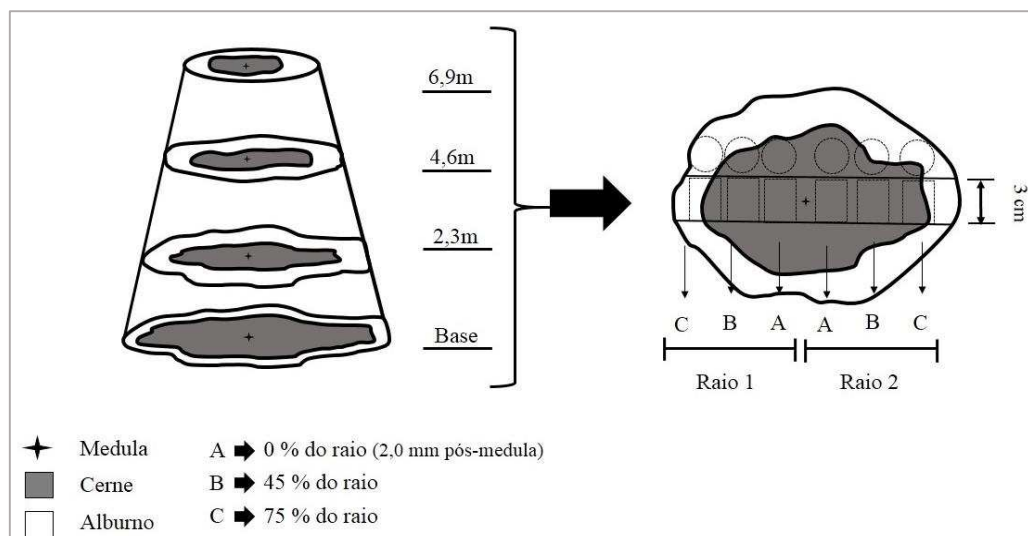 6,9m
4,6m
2,3m
Base
3 cm
C B A A B C
Raio 1 Raio 2
Medula
Cerne
Alburno
A 0 % do raio (2,0 mm pós-medula)
B 45 % do raio
C 75 % do raio